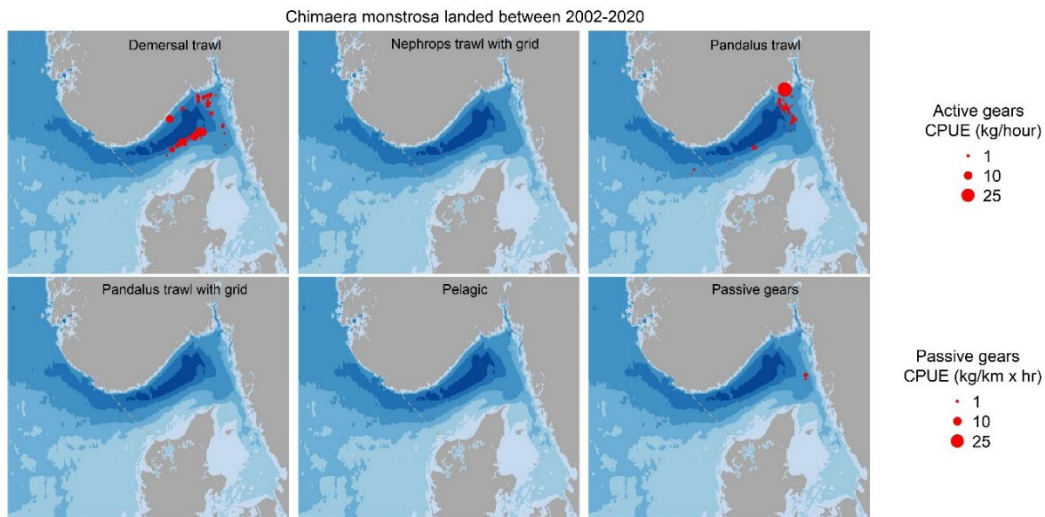 Chimaera monstrosa landed between 2002-2020
Demersal trawl
Nephrops trawl with grid
Pandalus trawl
Active gears
CPUE (kg/hour)
1
10
25
Pandalus trawl with grid
Pelagic
Passive gears
Passive gears
CPUE (kg/km x hr)
1
10
25